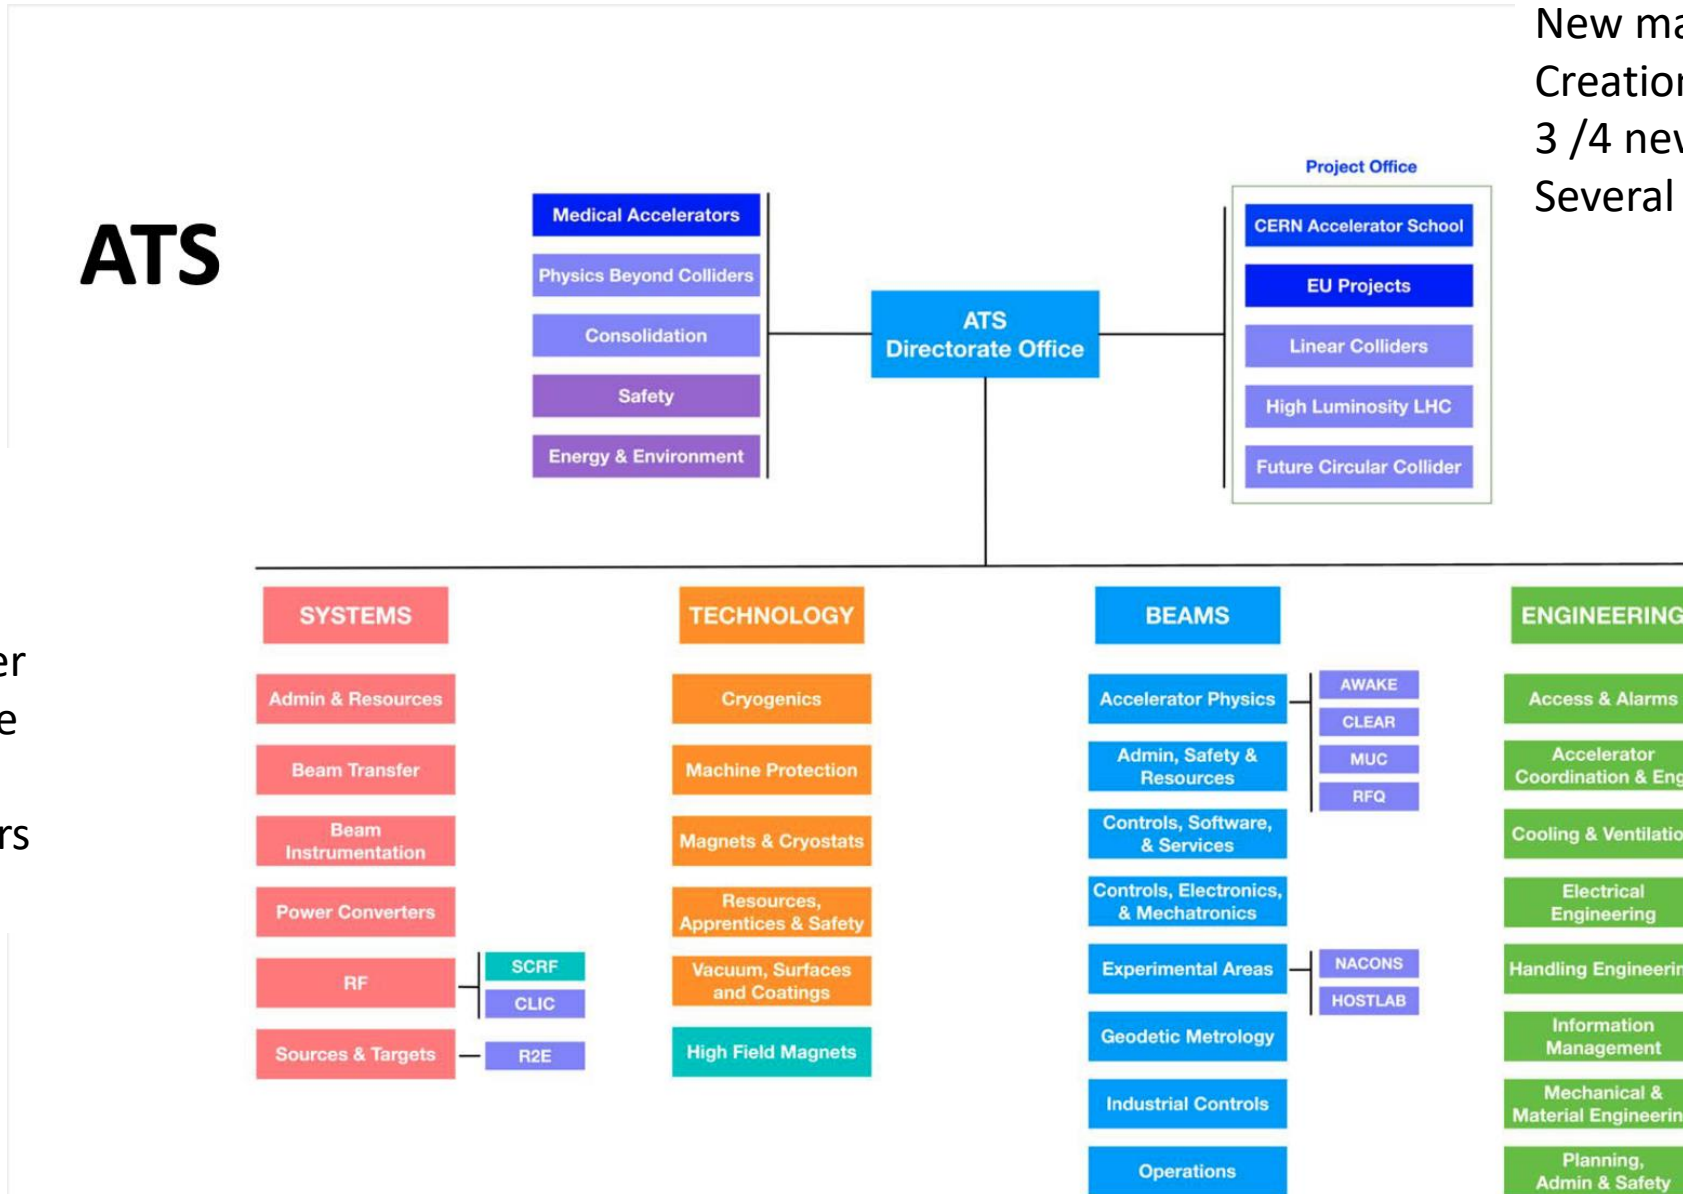 New ma
Creation
3 /4 new
Several
ATS
Medical Accelerators
Physics Beyond Colliders
Consolidation
Safety
Energy & Environment
ATS
Directorate Office
Project Office
CERN Accelerator School
EU Projects
Linear Colliders
High Luminosity LHC
Future Circular Collider
er
e
rs
SYSTEMS
Admin & Resources
Beam Transfer
Beam
Instrumentation
Power Converters
RF
SCRF
CLIC
Sources & Targets
R2E
TECHNOLOGY
Cryogenics
Machine Protection
Magnets & Cryostats
Resources,
Apprentices & Safety
Vacuum, Surfaces
and Coatings
High Field Magnets
BEAMS
Accelerator Physics
AWAKE
CLEAR
MUC
RFQ
Admin, Safety &
Resources
Controls, Software,
& Services
Controls, Electronics,
& Mechatronics
Experimental Areas
NACONS
HOSTLAB
Geodetic Metrology
Industrial Controls
Operations
ENGINEERING
Access & Alarms
Accelerator
Coordination & Eng
Cooling & Ventilatio
Electrical
Engineering
Handling Engineerin
Information
Management
Mechanical &
Material Engineerin
Planning,
Admin & Safety